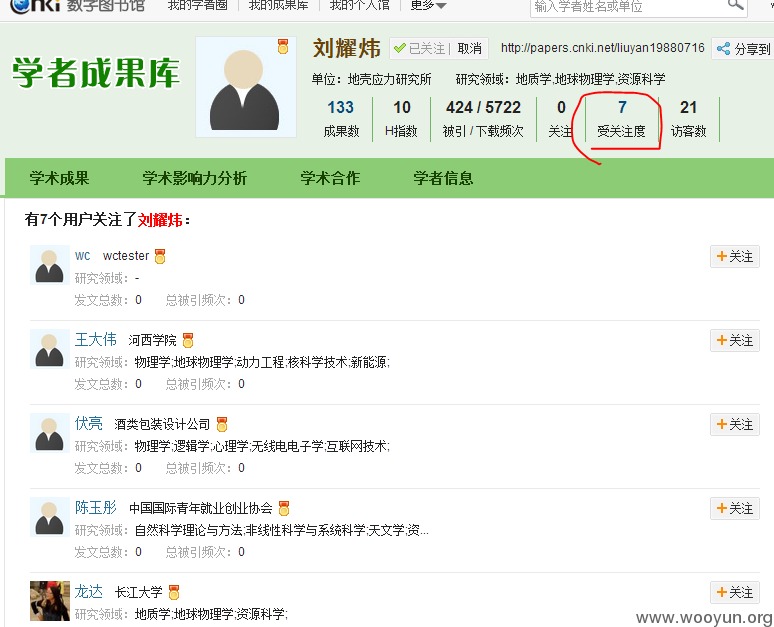 cnki 数字图书馆 我的学者圈 我的成果库 我的个人馆 更多 输入学者姓名或单位
学者成果库
刘耀炜 已关注 取消 http://papers.cnki.net/liuyan19880716 分享到
单位：地壳应力研究所 研究领域：地质学,地球物理学,资源科学
133 10 424 / 5722 0 7 21
成果数 H指数 被引 / 下载频次 关注 受关注度 访客数
学术成果 学术影响力分析 学术合作 学者信息
有7个用户关注了刘耀炜：
wc wctester +关注
研究领域：-
发文总数：0 总被引频次：0
王大伟 河西学院 +关注
研究领域：物理学;地球物理学;动力工程;核科学技术;新能源;
发文总数：0 总被引频次：0
伏亮 酒类包装设计公司 +关注
研究领域：物理学;逻辑学;心理学;无线电电子学;互联网技术;
发文总数：0 总被引频次：0
陈玉彤 中国国际青年就业创业协会 +关注
研究领域：自然科学理论与方法;非线性科学与系统科学;天文学;资...
发文总数：0 总被引频次：0
龙达 长江大学 +关注
研究领域：地质学;地球物理学;资源科学;
www.wooyun.org